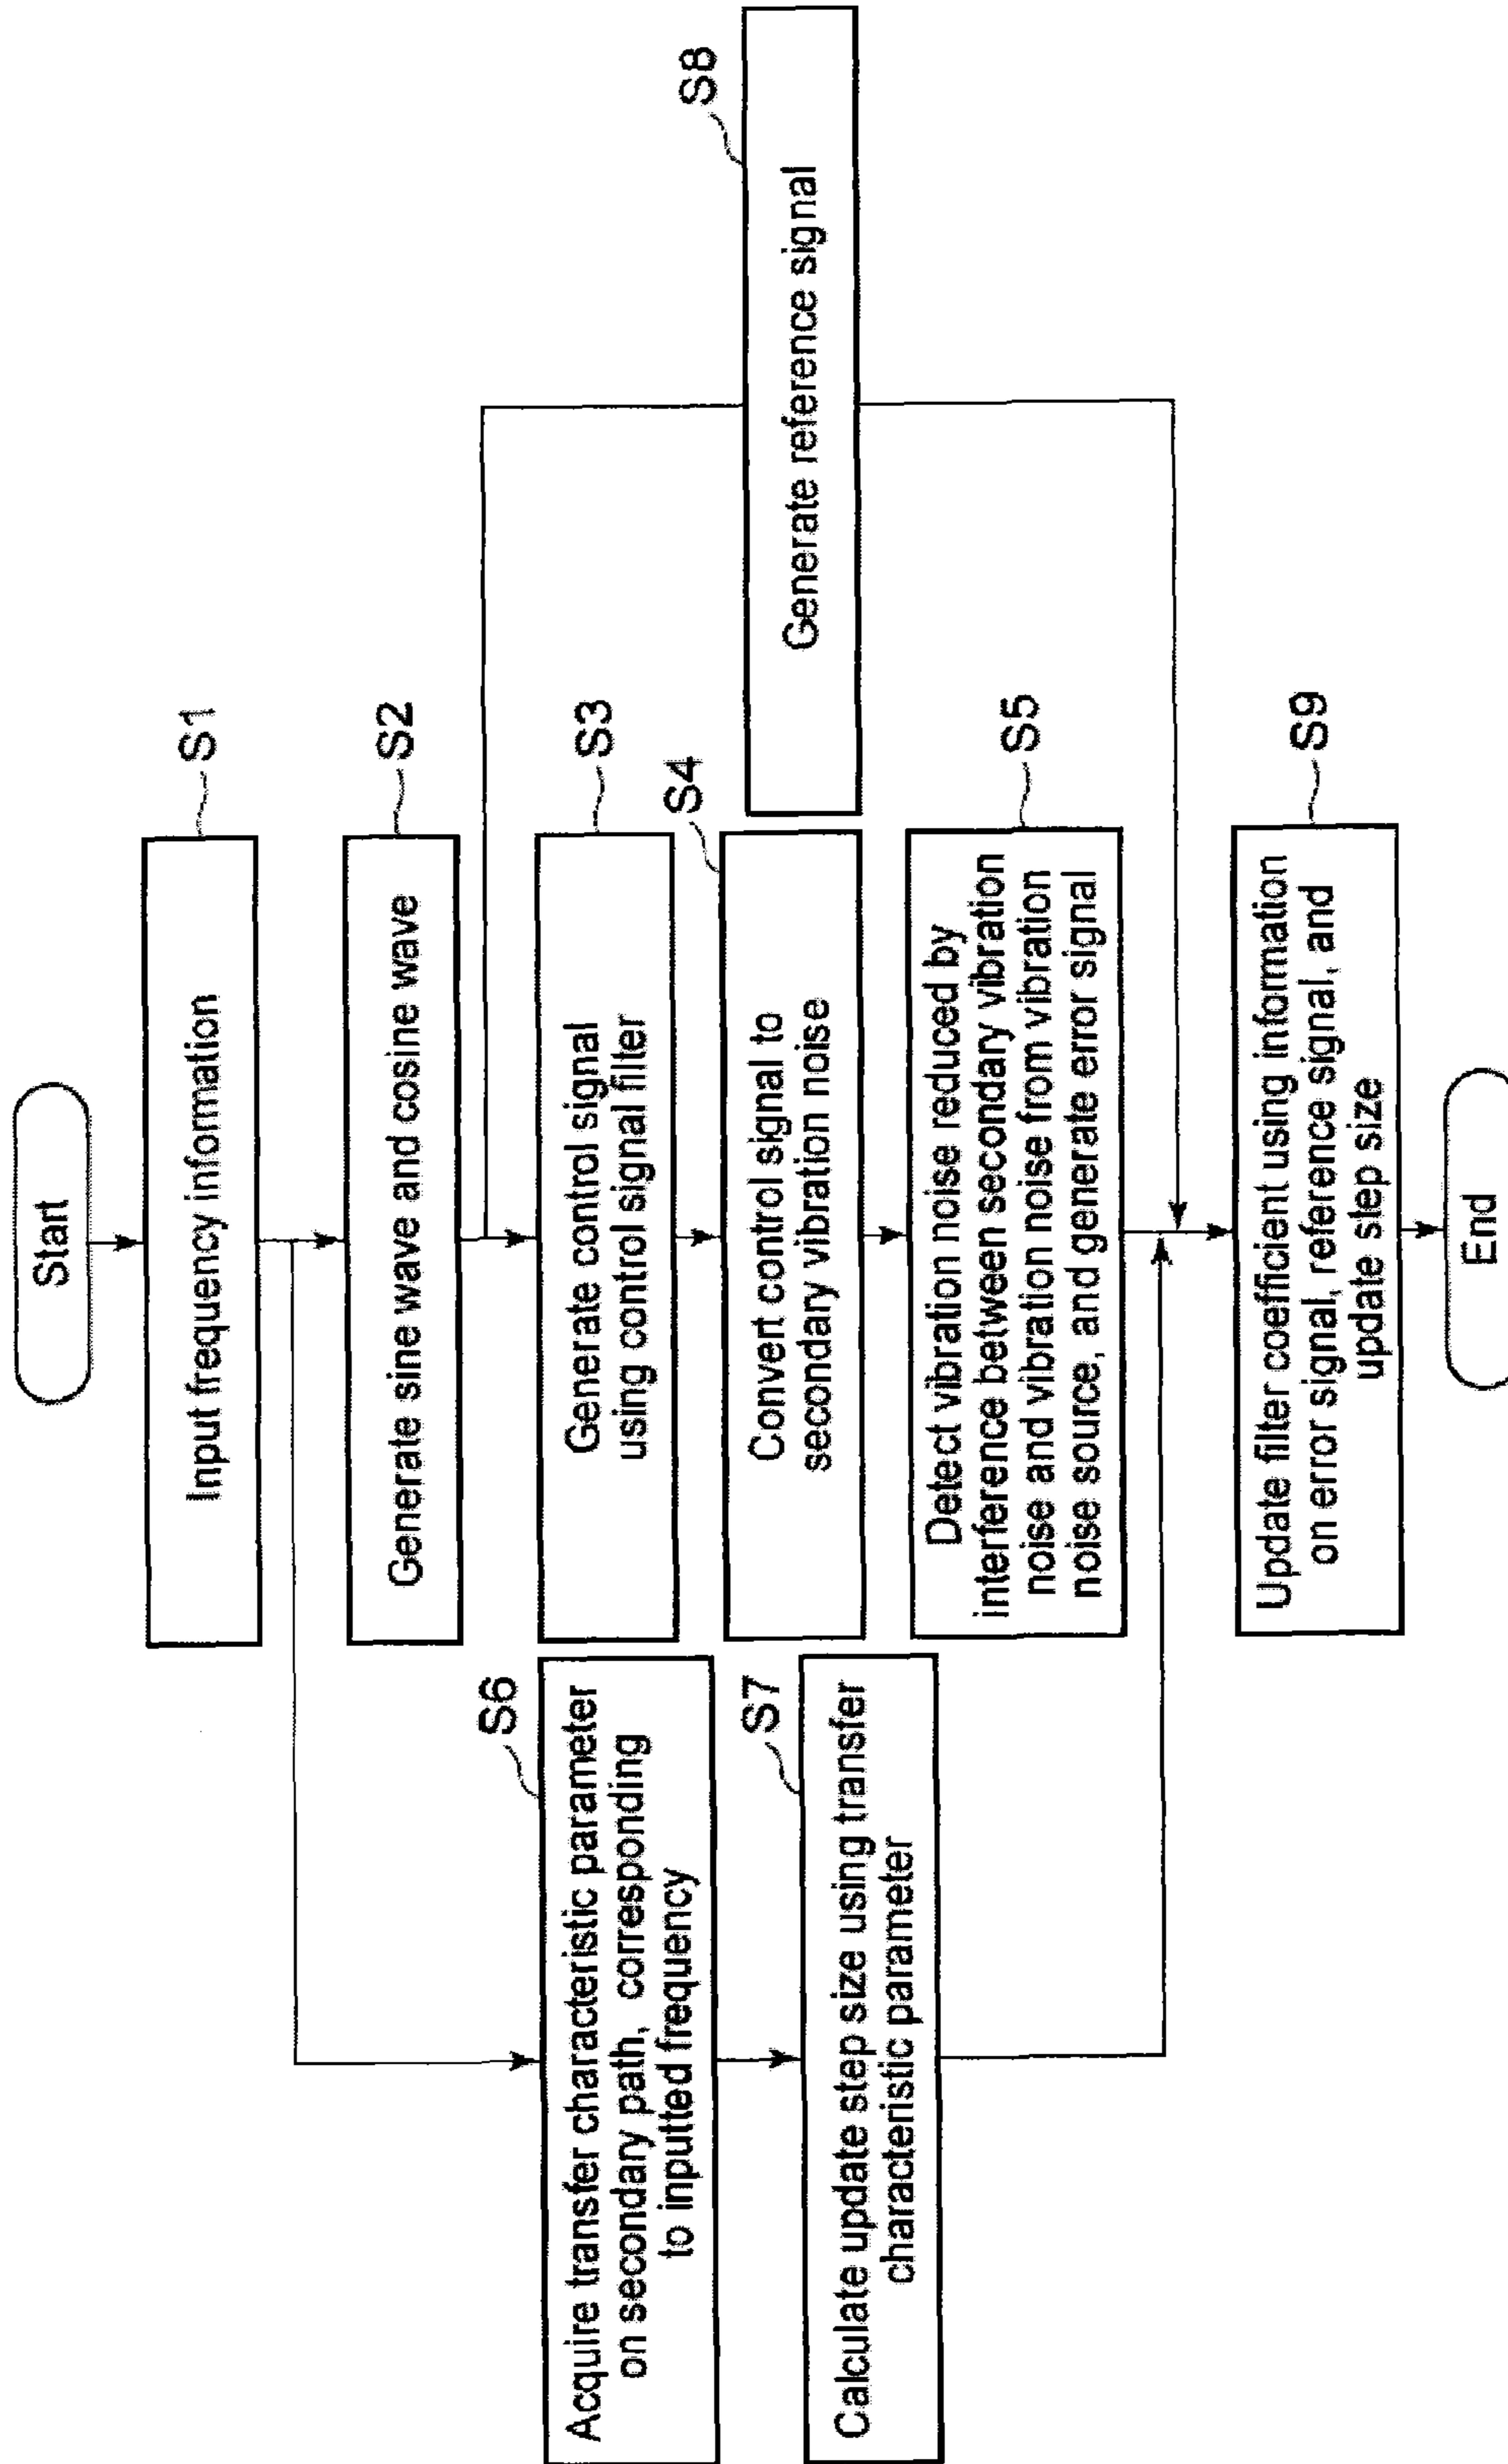 Start
Input frequency information
S1
Generate sine wave and cosine wave
S2
Generate control signal
using control signal filter
S3
Convert control signal to
secondary vibration noise
S4
Detect vibration noise reduced by
interference between secondary vibration
noise and vibration noise from vibration
noise source, and generate error signal
S5
Acquire transfer characteristic parameter
on secondary path, corresponding
to inputted frequency
S6
Calculate update step size using transfer
characteristic parameter
S7
Generate reference signal
S8
Update filter coefficient using information
on error signal, reference signal, and
update step size
S9
End